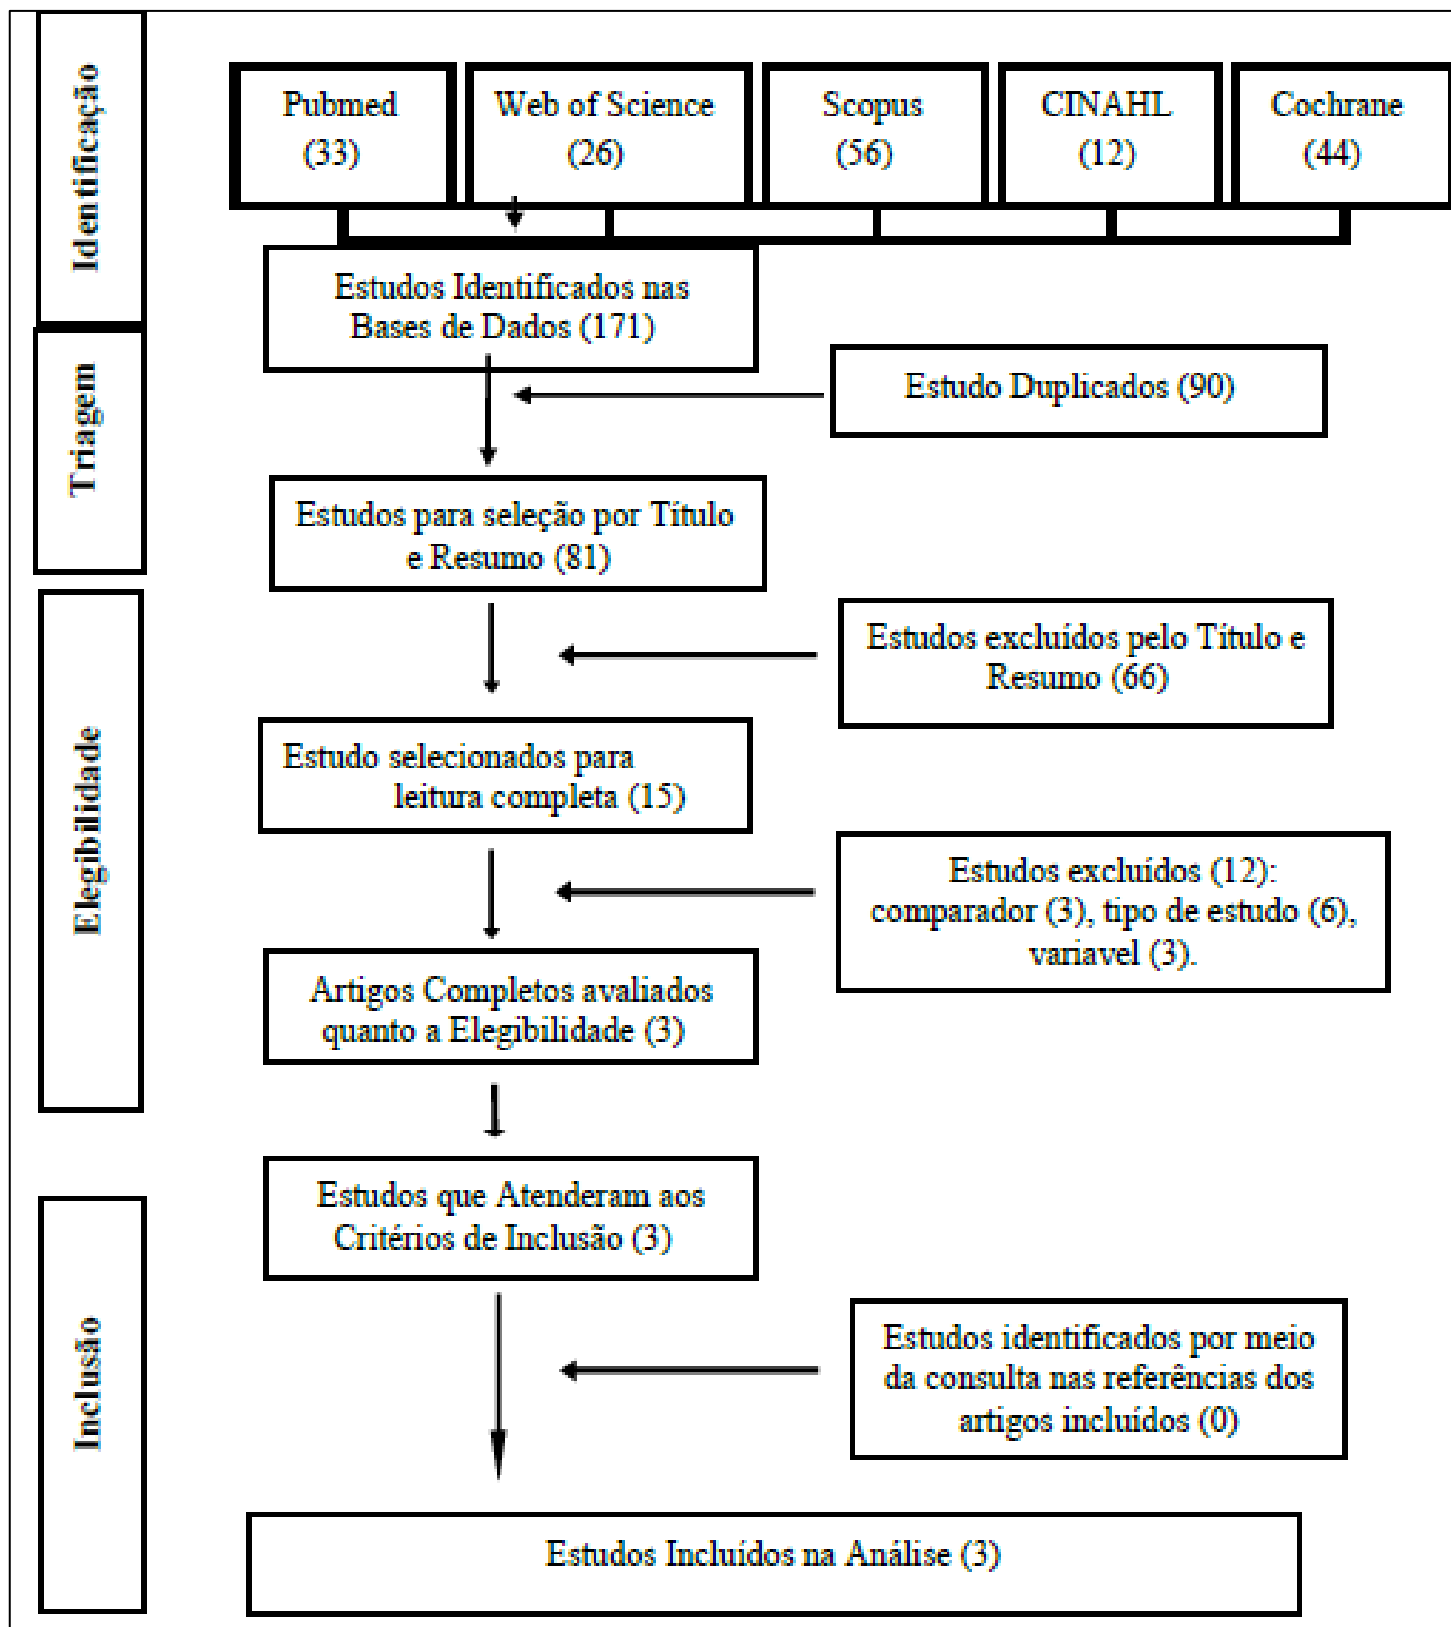 Identificação
Pubmed
(33)
Web of Science
(26)
Scopus
(56)
CINAHL
(12)
Cochrane
(44)
Estudos Identificados nas
Bases de Dados (171)
Triagem
Estudo Duplicados (90)
Estudos para seleção por Título
e Resumo (81)
Elegibilidade
Estudos excluídos pelo Título e
Resumo (66)
Estudo selecionados para
leitura completa (15)
Estudos excluídos (12):
comparador (3), tipo de estudo (6),
variavel (3).
Artigos Completos avaliados
quanto a Elegibilidade (3)
Inclusão
Estudos que Atenderam aos
Critérios de Inclusão (3)
Estudos identificados por meio
da consulta nas referências dos
artigos incluídos (0)
Estudos Incluídos na Análise (3)